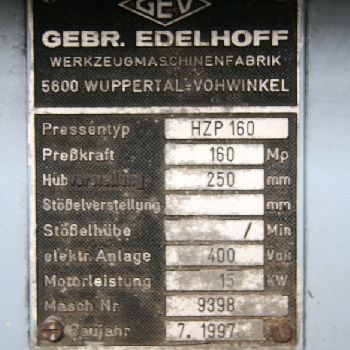 GEV
GEBR. EDELHOFF
WERKZEUGMASCHINENFABRIK
5600 WUPPERTAL-VOHWINKEL
Pressentyp HZP 160
Preßkraft 160 Mp
Hubverstellung 250 mm
Stößelverstellung mm
Stößelhübe / Min
elektr. Anlage 400 Volt
Motorleistung 15 KW
Masch. Nr. 9398
Baujahr 7. 1997